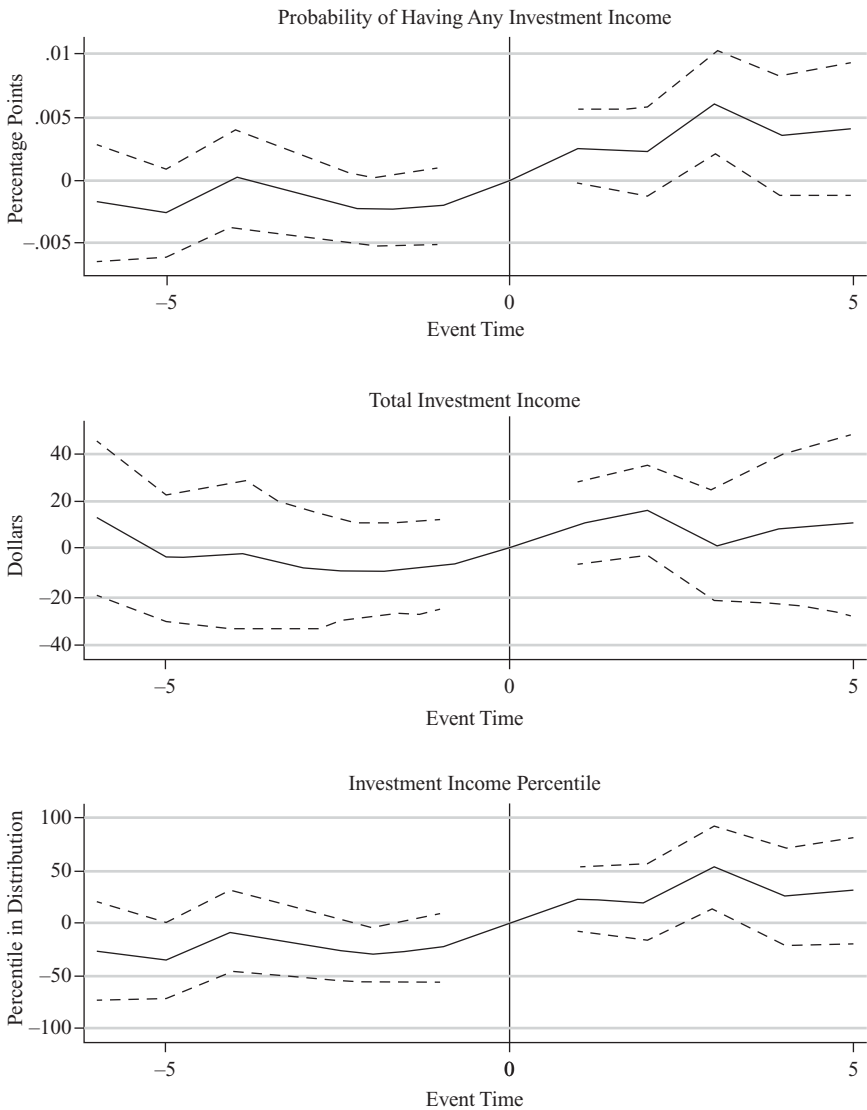 Probability of Having Any Investment Income
Percentage Points
.01
.005
0
–.005
–5
0
5
Event Time
Total Investment Income
Dollars
40
20
0
–20
–40
–5
0
5
Event Time
Investment Income Percentile
Percentile in Distribution
100
50
0
–50
–100
–5
0
5
Event Time